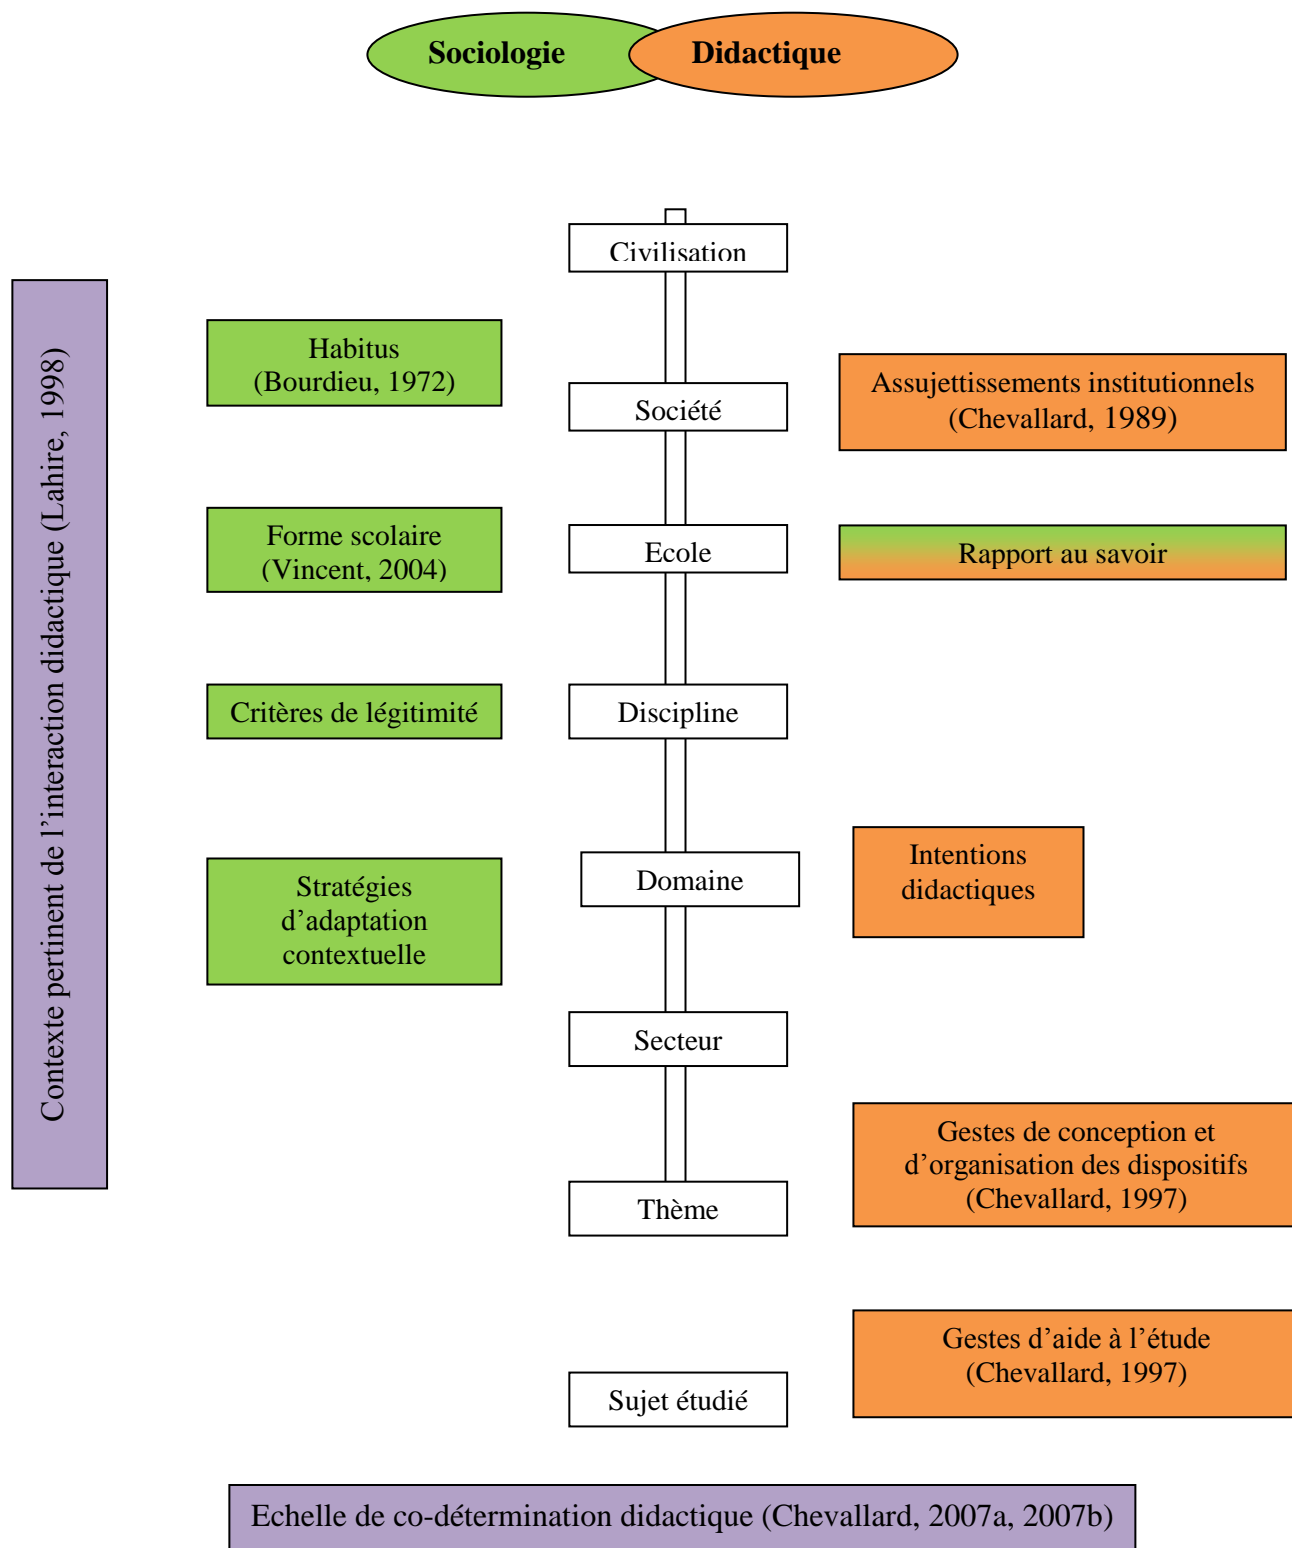 Sociologie
Didactique
Civilisation
Contexte pertinent de l’interaction didactique (Lahire, 1998)
Habitus
(Bourdieu, 1972)
Société
Assujettissements institutionnels
(Chevallard, 1989)
Forme scolaire
(Vincent, 2004)
Ecole
Rapport au savoir
Critères de légitimité
Discipline
Stratégies
d’adaptation
contextuelle
Domaine
Intentions
didactiques
Secteur
Gestes de conception et
d’organisation des dispositifs
(Chevallard, 1997)
Thème
Gestes d’aide à l’étude
(Chevallard, 1997)
Sujet étudié
Echelle de co-détermination didactique (Chevallard, 2007a, 2007b)